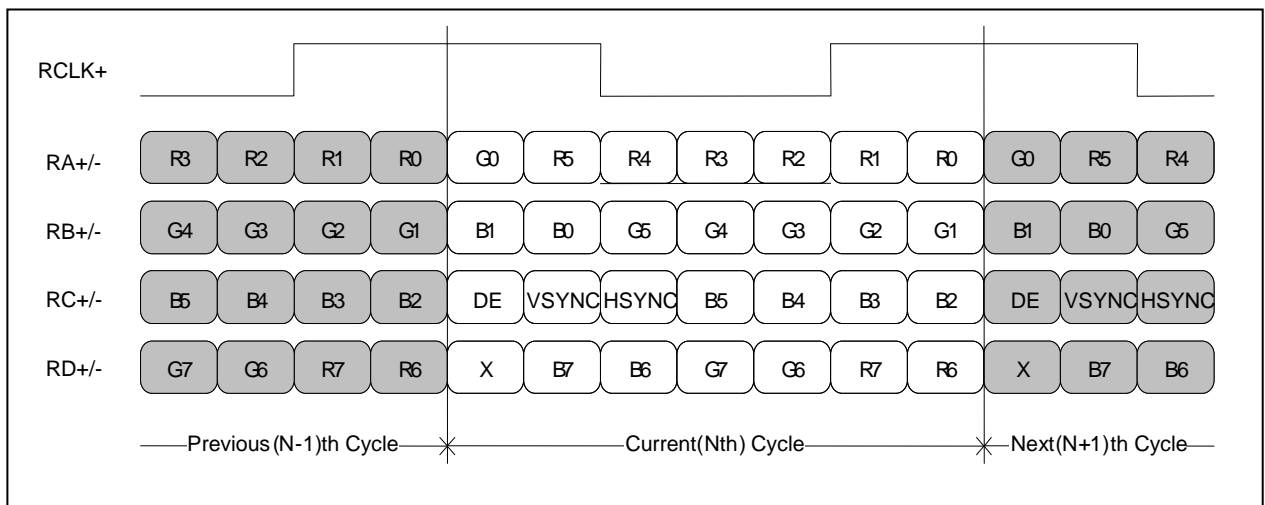 RCLK+
RA+/- R3 R2 R1 R0 G0 R5 R4 R3 R2 R1 R0 G0 R5 R4
RB+/- G4 G3 G2 G1 B1 B0 G5 G4 G3 G2 G1 B1 B0 G5
RC+/- B5 B4 B3 B2 DE VSYNC HSYNC B5 B4 B3 B2 DE VSYNC HSYNC
RD+/- G7 G6 R7 R6 X B7 B6 G7 G6 R7 R6 X B7 B6
Previous (N-1)th Cycle Current(Nth) Cycle Next(N+1)th Cycle